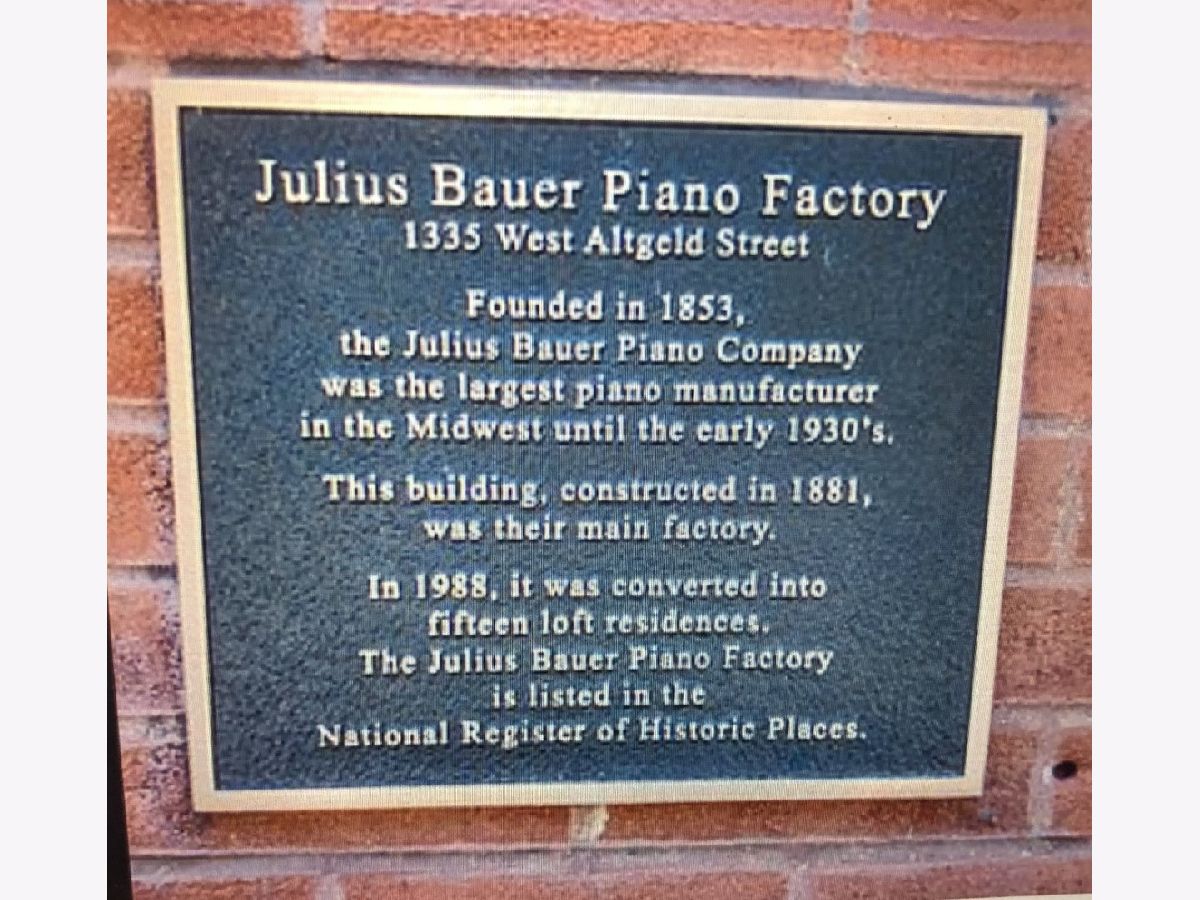 Julius Bauer Piano Factory
1335 West Altgeld Street
Founded in 1853,
the Julius Bauer Piano Company
was the largest piano manufacturer
in the Midwest until the early 1930's.
This building, constructed in 1881,
was their main factory.
In 1988, it was converted into
fifteen loft residences.
The Julius Bauer Piano Factory
is listed in the
National Register of Historic Places.